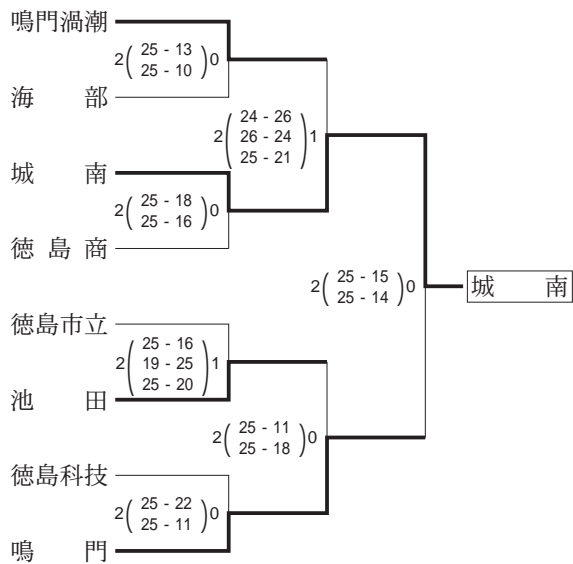 鳴門渦潮
2( 25 - 13 )0
25 - 10
海 部
2( 24 - 26 )1
26 - 24
25 - 21
城 南
2( 25 - 18 )0
25 - 16
徳島商
2( 25 - 15 )0
25 - 14
城 南
徳島市立
2( 25 - 16 )1
19 - 25
25 - 20
池 田
2( 25 - 11 )0
25 - 18
徳島科技
2( 25 - 22 )0
25 - 11
鳴 門